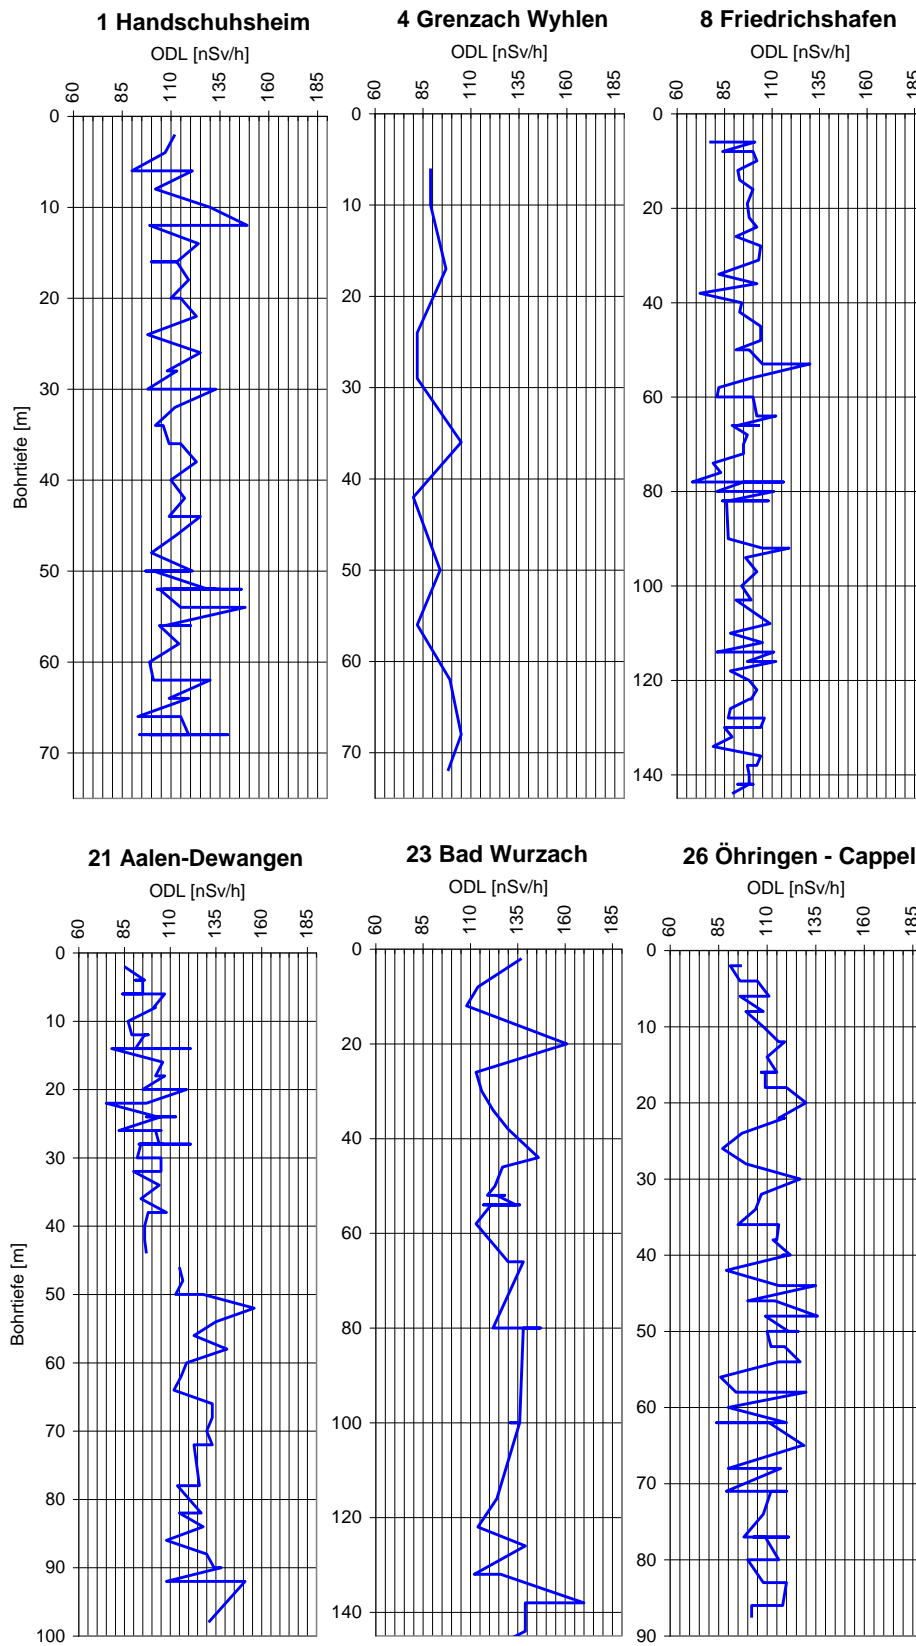 1 Handschuhsheim
ODL [nSv/h]
60 85 110 135 160 185
0
10
20
30
40
50
60
70
Bohrtiefe [m]
4 Grenzach Wyhlen
ODL [nSv/h]
60 85 110 135 160 185
0
10
20
30
40
50
60
70
8 Friedrichshafen
ODL [nSv/h]
60 85 110 135 160 185
0
20
40
60
80
100
120
140
21 Aalen-Dewangen
ODL [nSv/h]
60 85 110 135 160 185
0
10
20
30
40
50
60
70
80
90
100
Bohrtiefe [m]
23 Bad Wurzach
ODL [nSv/h]
60 85 110 135 160 185
0
20
40
60
80
100
120
140
26 Öhringen - Cappel
ODL [nSv/h]
60 85 110 135 160 185
0
10
20
30
40
50
60
70
80
90